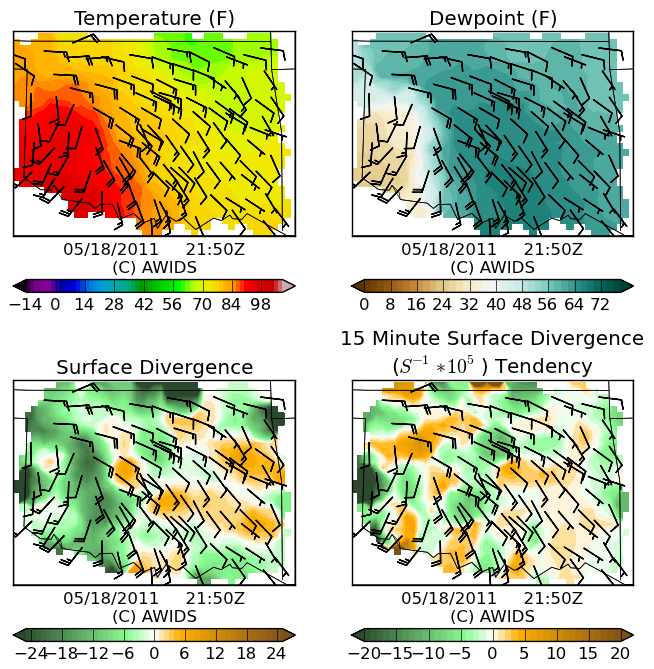 Temperature (F)
05/18/2011 21:50Z
(C) AWIDS
−14 0 14 28 42 56 70 84 98
Dewpoint (F)
05/18/2011 21:50Z
(C) AWIDS
0 8 16 24 32 40 48 56 64 72
Surface Divergence
05/18/2011 21:50Z
(C) AWIDS
−24−18−12 −6 0 6 12 18 24
15 Minute Surface Divergence
(S⁻¹ ∗10⁵ ) Tendency
05/18/2011 21:50Z
(C) AWIDS
−20−15−10 −5 0 5 10 15 20